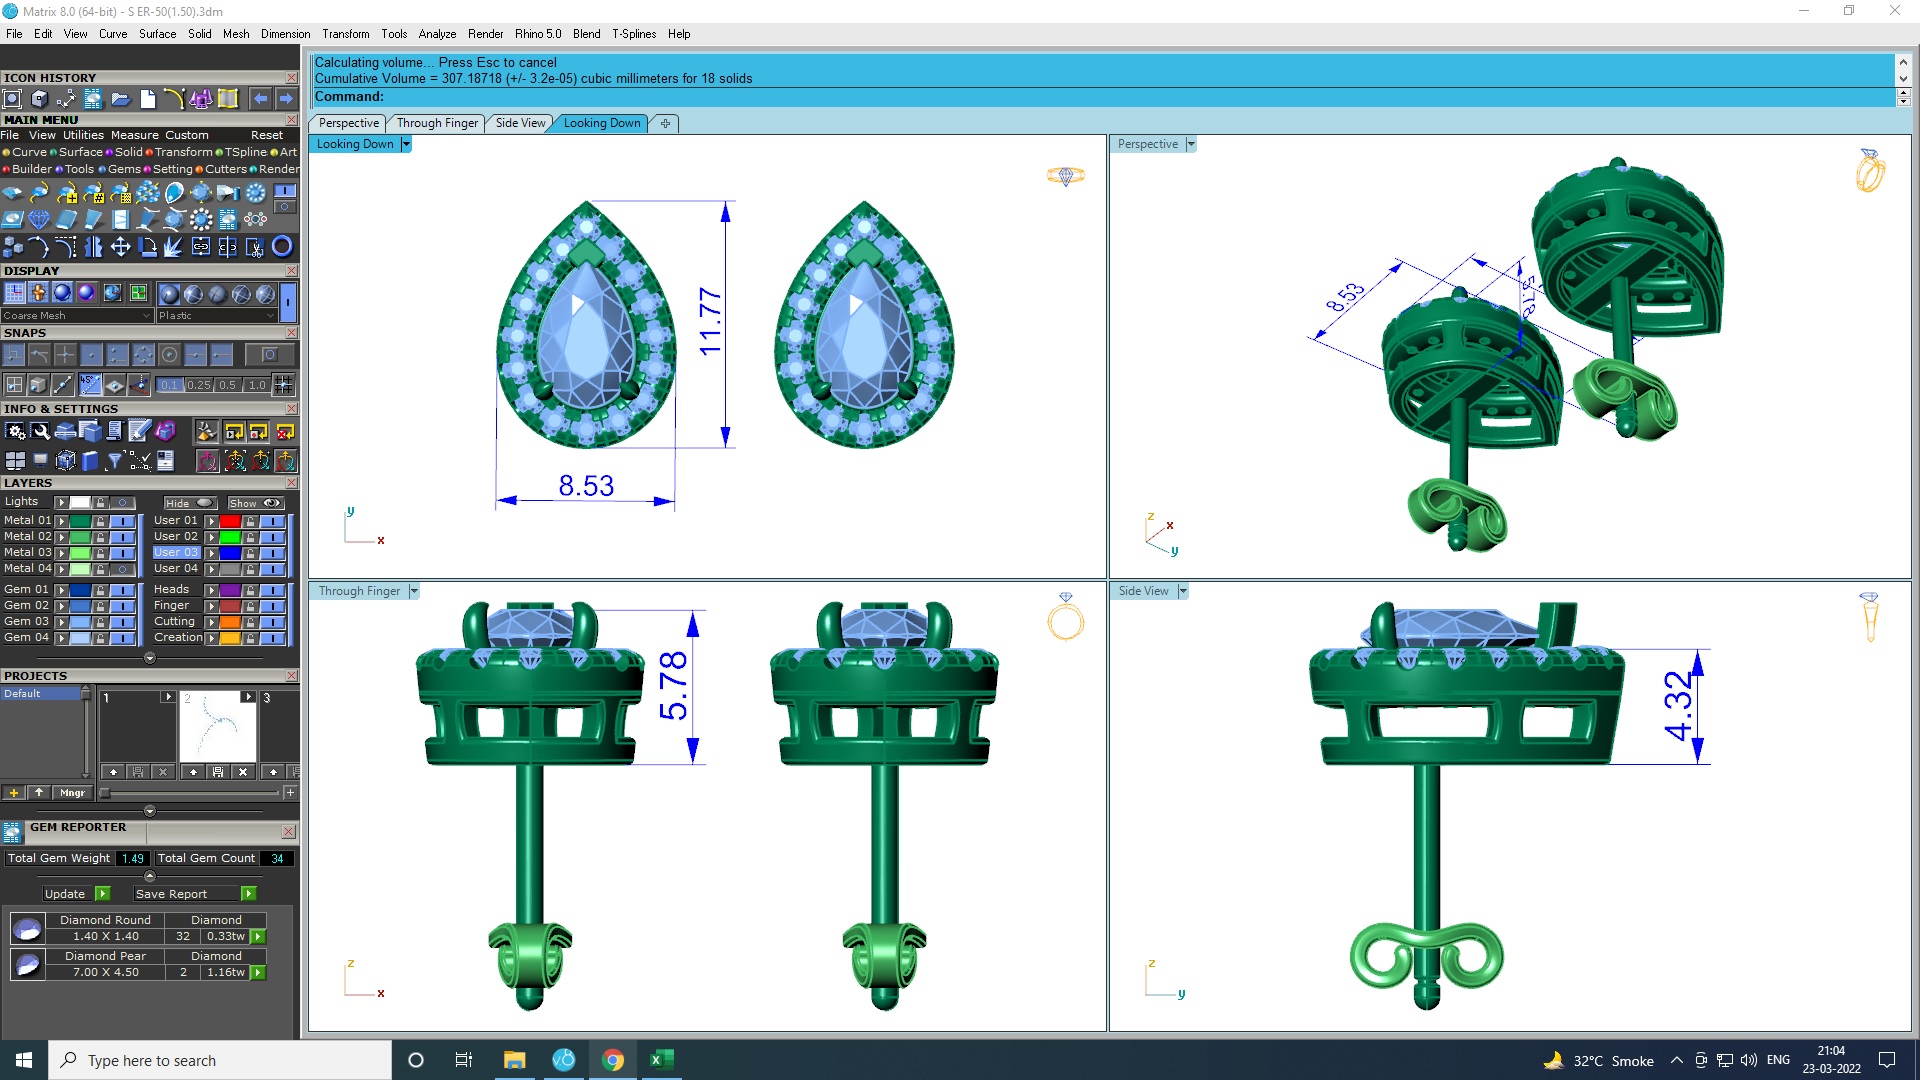 Matrix 8.0 (64-bit) - S ER-50(1.50).3dm
File Edit View Curve Surface Solid Mesh Dimension Transform Tools Analyze Render Rhino 5.0 Blend T-Splines Help
Calculating volume... Press Esc to cancel
Cumulative Volume = 307.18718 (+/- 3.2e-05) cubic millimeters for 18 solids
Command:
ICON HISTORY
MAIN MENU
File View Utilities Measure Custom Reset
Curve Surface Solid Transform TSpline Art
Builder Tools Gems Setting Cutters Render
DISPLAY
Coarse Mesh Plastic
SNAPS
45°
0.1 0.25 0.5 1.0
INFO & SETTINGS
LAYERS
Lights Hide Show
Metal 01 User 01
Metal 02 User 02
Metal 03 User 03
Metal 04 User 04
Gem 01 Heads
Gem 02 Finger
Gem 03 Cutting
Gem 04 Creation
PROJECTS
Default 1 2 3
Mngr
GEM REPORTER
Total Gem Weight 1.49 Total Gem Count 34
Update Save Report
Diamond Round Diamond
1.40 X 1.40 32 0.33tw
Diamond Pear Diamond
7.00 X 4.50 2 1.16tw
Perspective Through Finger Side View Looking Down
Looking Down
11.77
8.53
y
x
Perspective
8.53
5.78
z
x
y
Through Finger
5.78
z
x
Side View
4.32
z
y
Type here to search
32°C Smoke ENG
21:04
23-03-2022